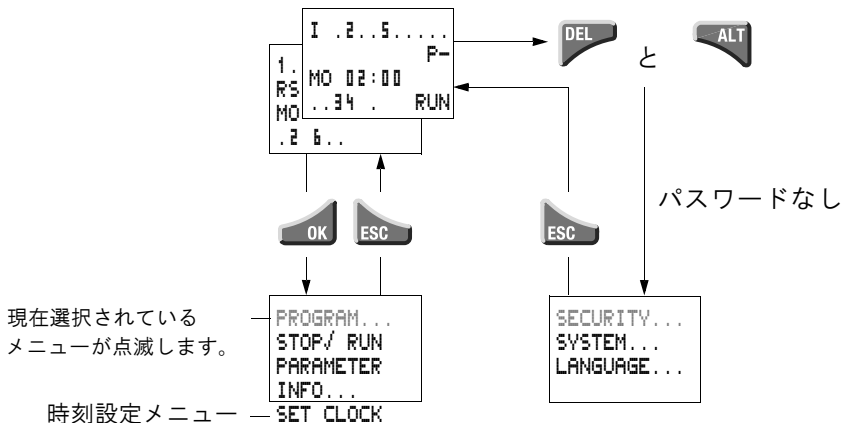 I .2..5.....
P-
MO 02:00
..34 . RUN
1.
RS
MO
.2 6..
DEL と ALT
パスワードなし
OK ESC ESC
現在選択されている
メニューが点滅します。
PROGRAM...
STOP/ RUN
PARAMETER
INFO...
時刻設定メニュー
SET CLOCK
SECURITY...
SYSTEM...
LANGUAGE...